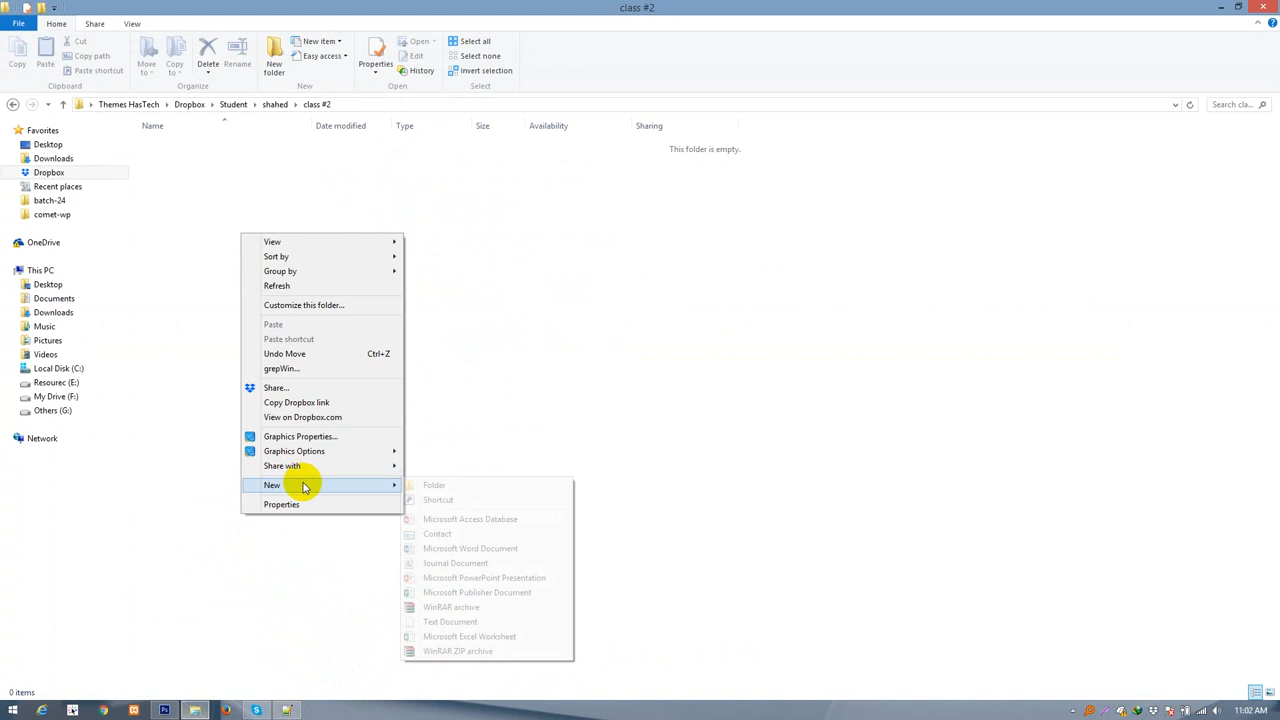 class #2
File Home Share View
Copy
Paste
Cut
Copy path
Paste shortcut
Clipboard
Move to
Copy to
Delete
Rename
Organize
New folder
New item
Easy access
New
Properties
Open
Edit
History
Open
Select all
Select none
Invert selection
Select
Themes HasTech Dropbox Student shahed class #2
Search cla...
Name Date modified Type Size Availability Sharing
This folder is empty.
Favorites
Desktop
Downloads
Dropbox
Recent places
batch-24
comet-wp
OneDrive
This PC
Desktop
Documents
Downloads
Music
Pictures
Videos
Local Disk (C:)
Resourec (E:)
My Drive (F:)
Others (G:)
Network
View
Sort by
Group by
Refresh
Customize this folder...
Paste
Paste shortcut
Undo Move Ctrl+Z
grepWin...
Share...
Copy Dropbox link
View on Dropbox.com
Graphics Properties...
Graphics Options
Share with
New
Properties
Folder
Shortcut
Microsoft Access Database
Contact
Microsoft Word Document
Journal Document
Microsoft PowerPoint Presentation
Microsoft Publisher Document
WinRAR archive
Text Document
Microsoft Excel Worksheet
WinRAR ZIP archive
0 items
11:02 AM